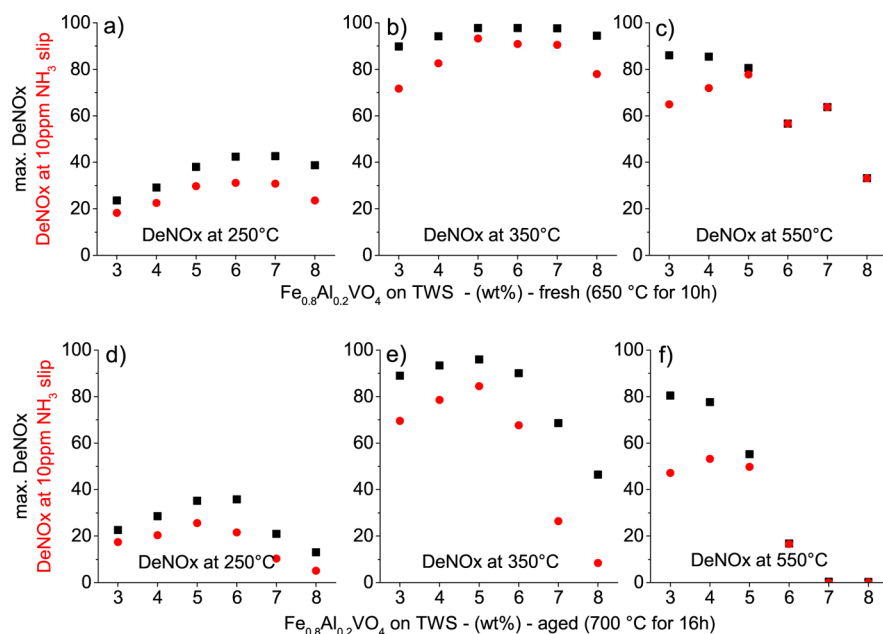 max. DeNOx
DeNOx at 10ppm NH₃ slip
100
80
60
40
20
0
a)
DeNOx at 250°C
3 4 5 6 7 8
100
80
60
40
20
0
b)
DeNOx at 350°C
3 4 5 6 7 8
100
80
60
40
20
0
c)
DeNOx at 550°C
3 4 5 6 7 8
Fe₀.₈Al₀.₂VO₄ on TWS - (wt%) - fresh (650 °C for 10h)
max. DeNOx
DeNOx at 10ppm NH₃ slip
100
80
60
40
20
0
d)
DeNOx at 250°C
3 4 5 6 7 8
100
80
60
40
20
0
e)
DeNOx at 350°C
3 4 5 6 7 8
100
80
60
40
20
0
f)
DeNOx at 550°C
3 4 5 6 7 8
Fe₀.₈Al₀.₂VO₄ on TWS - (wt%) - aged (700 °C for 16h)